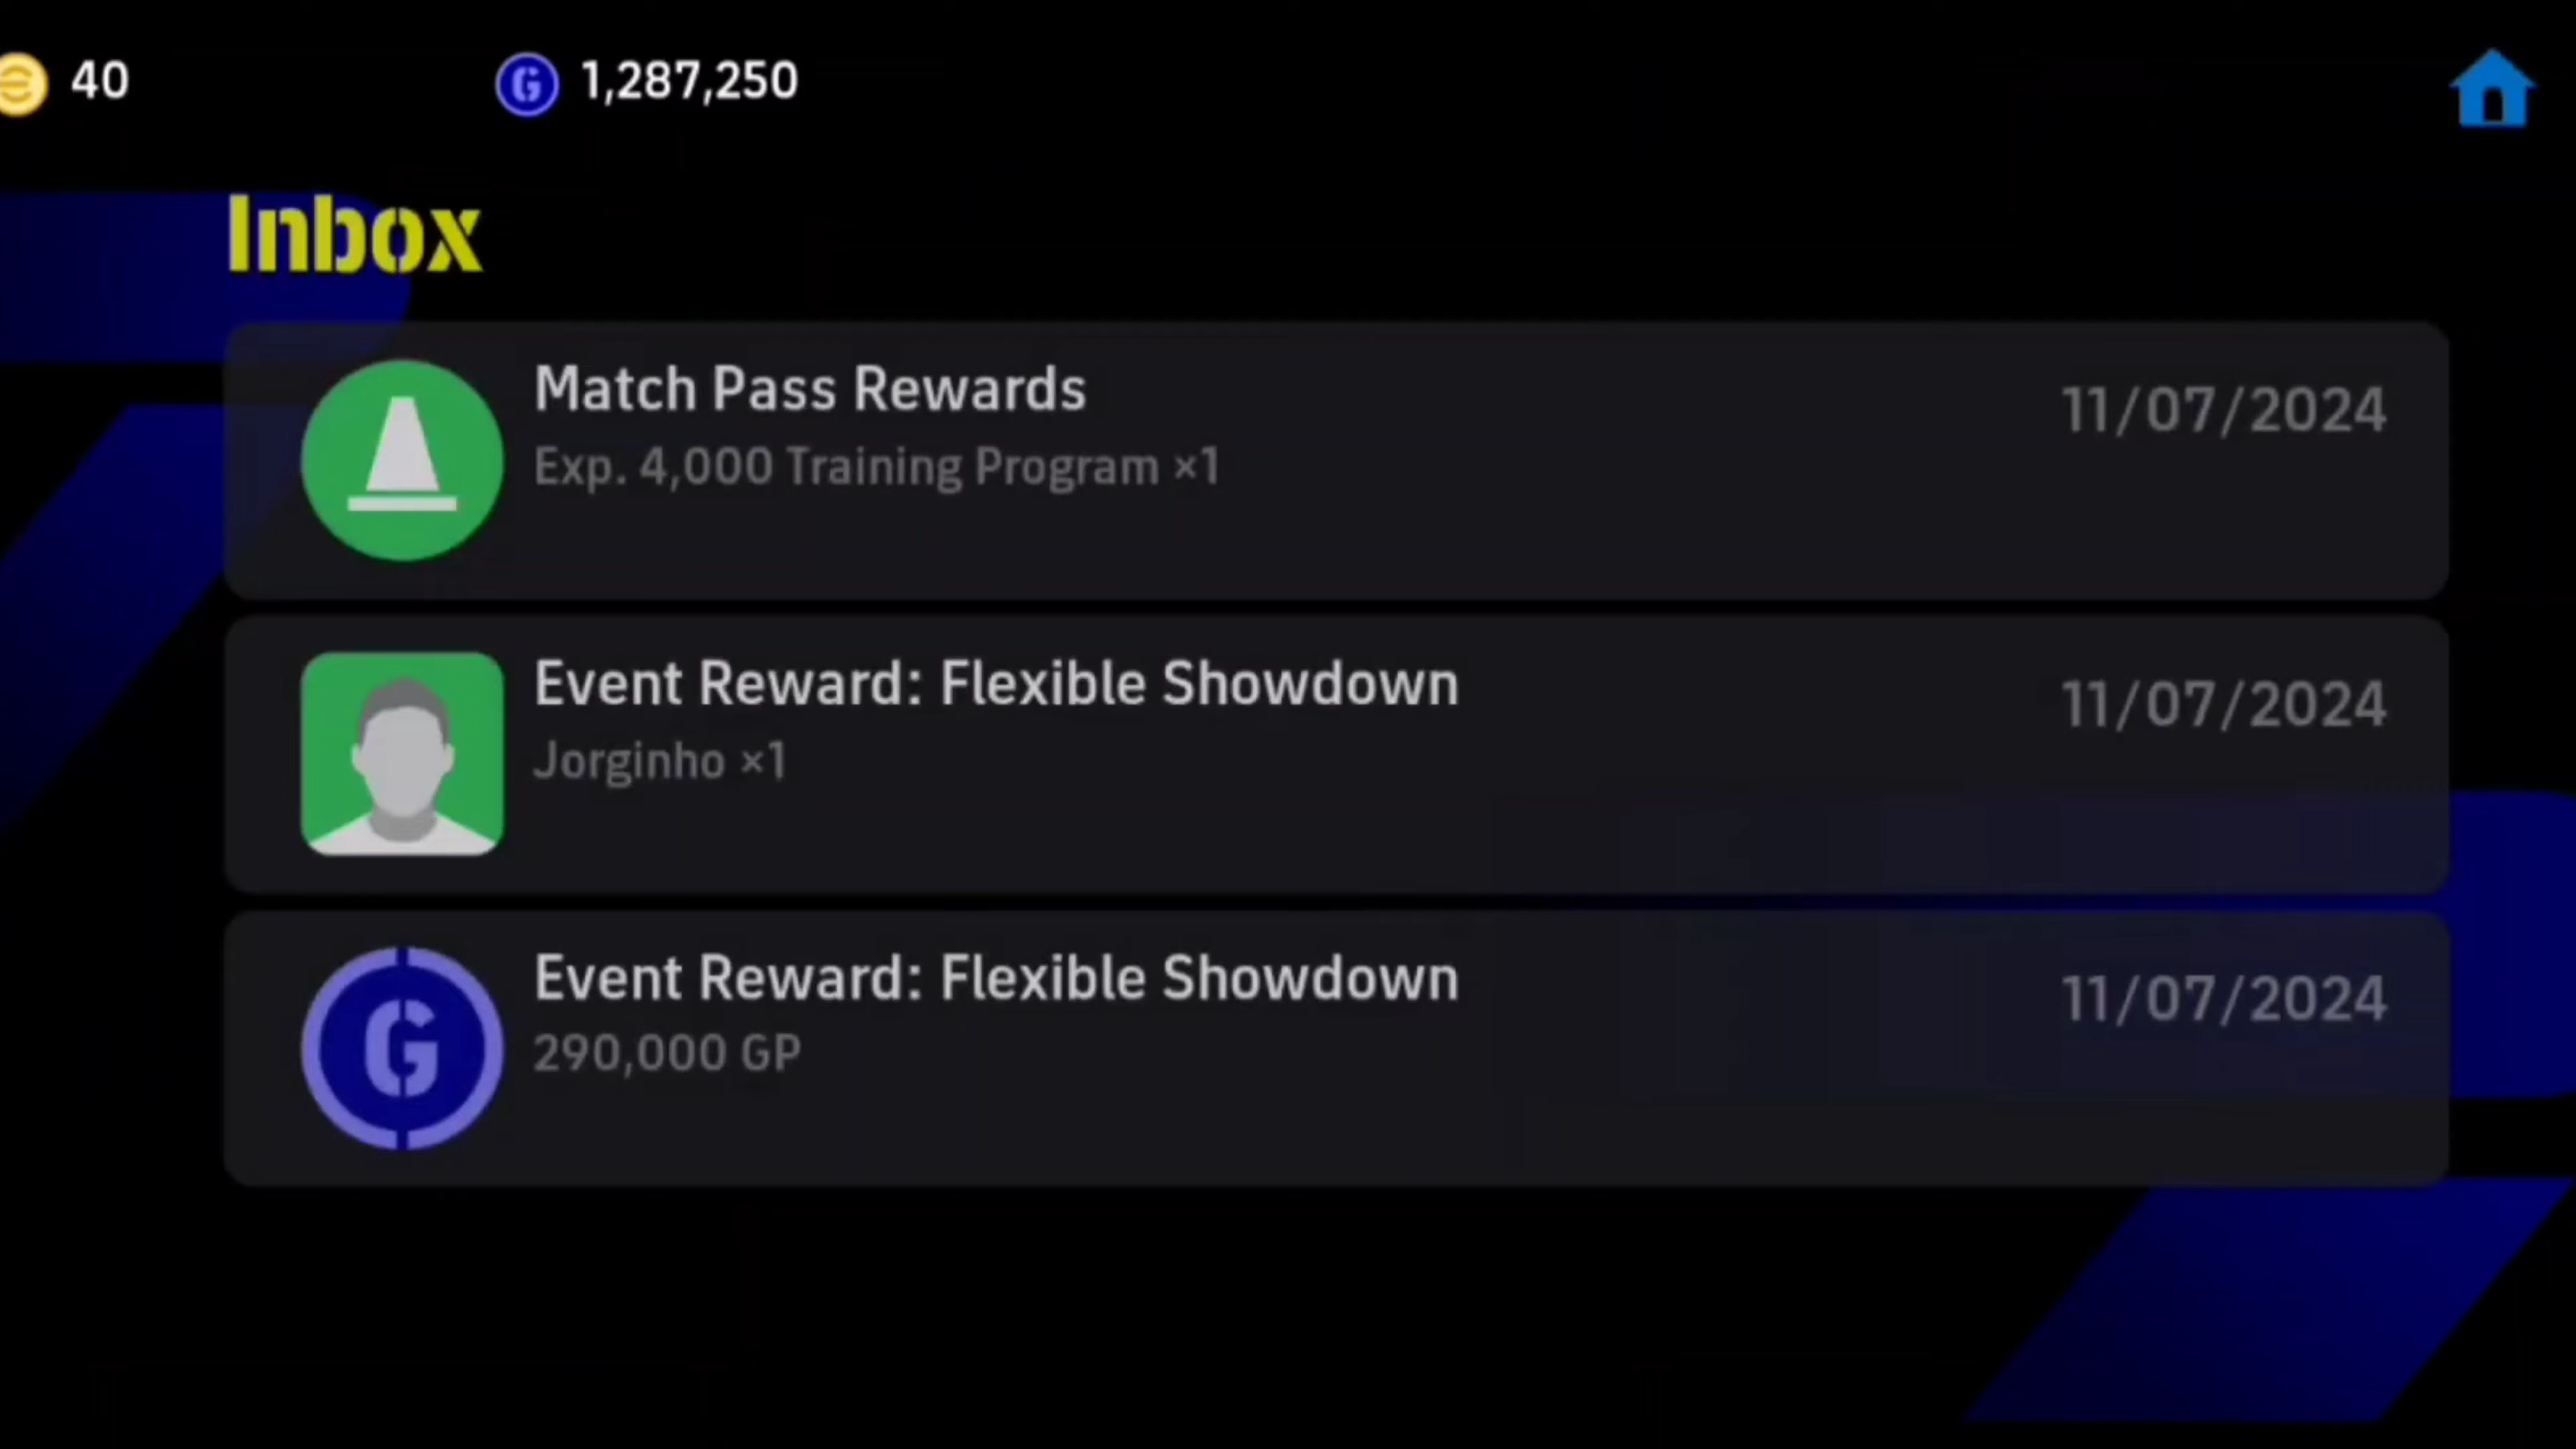 40
1,287,250
Inbox
Match Pass Rewards
11/07/2024
Exp. 4,000 Training Program ×1
Event Reward: Flexible Showdown
11/07/2024
Jorginho ×1
Event Reward: Flexible Showdown
11/07/2024
290,000 GP